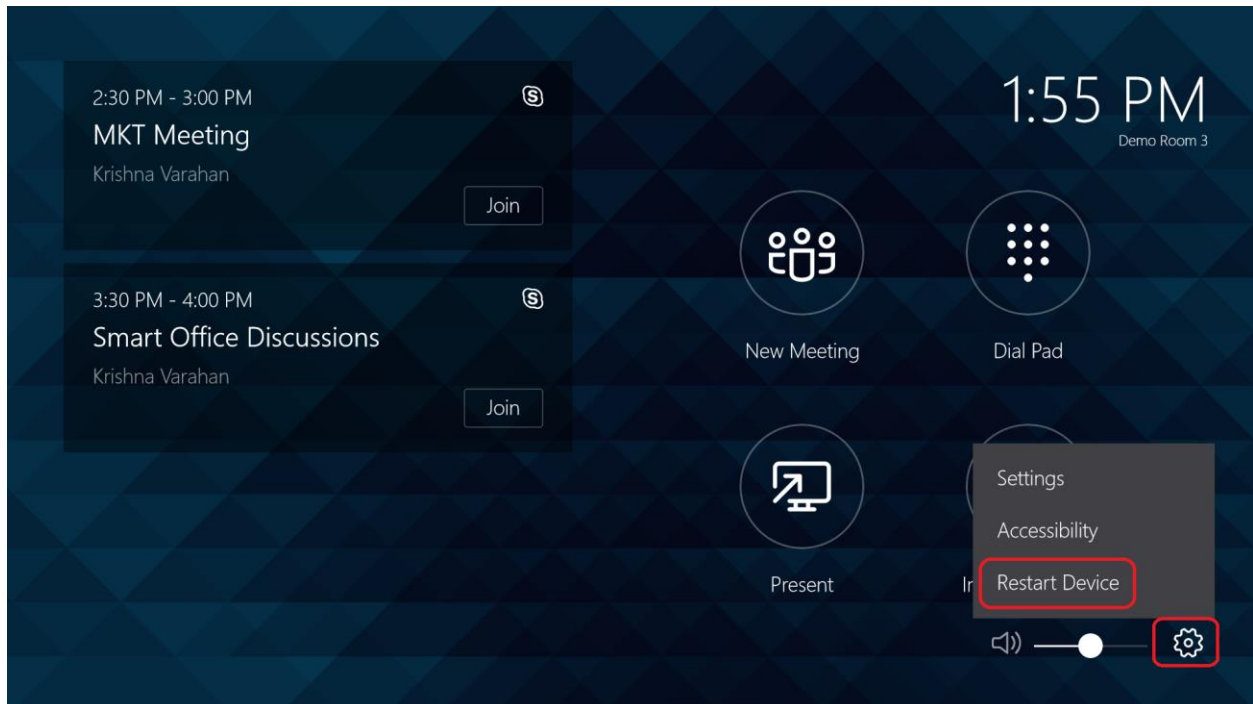 2:30 PM - 3:00 PM
MKT Meeting
Krishna Varahan
Join
3:30 PM - 4:00 PM
Smart Office Discussions
Krishna Varahan
Join
1:55 PM
Demo Room 3
New Meeting
Dial Pad
Present
Settings
Accessibility
Restart Device